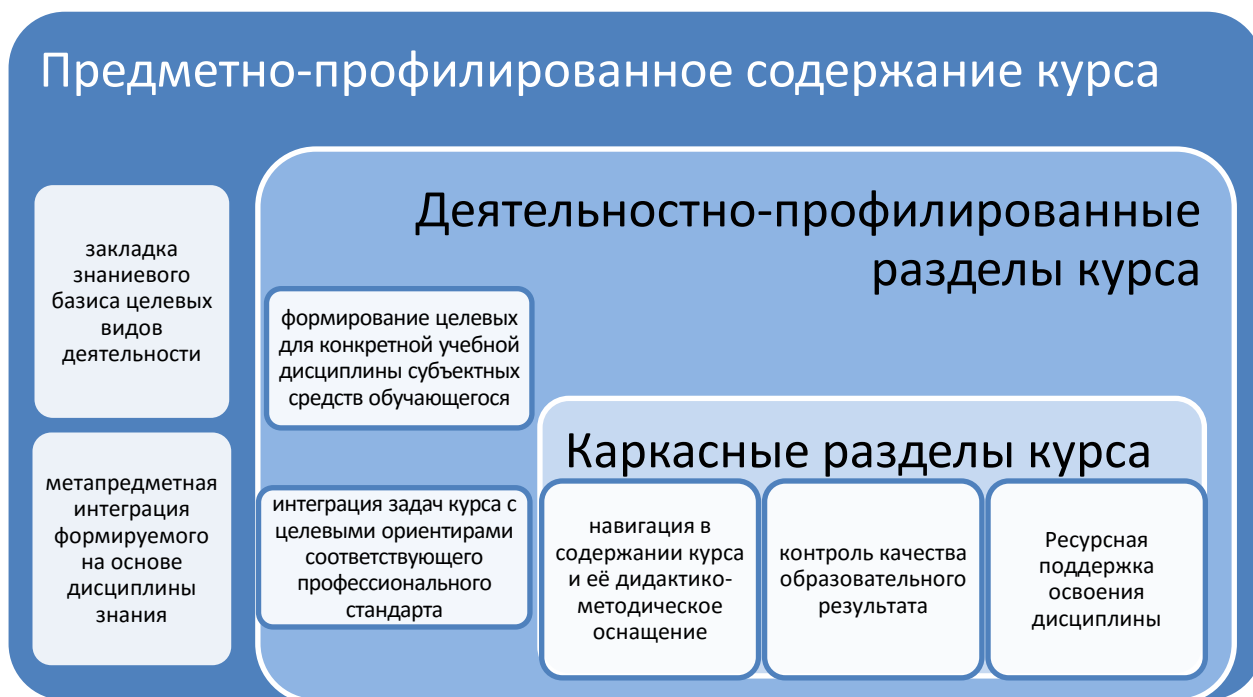 Предметно-профилированное содержание курса
Деятельностно-профилированные
разделы курса
закладка
знаниевого
базиса целевых
видов
деятельности
метапредметная
интеграция
формируемого
на основе
дисциплины
знания
формирование целевых
для конкретной учебной
дисциплины субъектных
средств обучающегося
интеграция задач курса с
целевыми ориентирами
соответствующего
профессионального
стандарта
Каркасные разделы курса
навигация в
содержании курса
и её дидактико-
методическое
оснащение
контроль качества
образовательного
результата
Ресурсная
поддержка
освоения
дисциплины